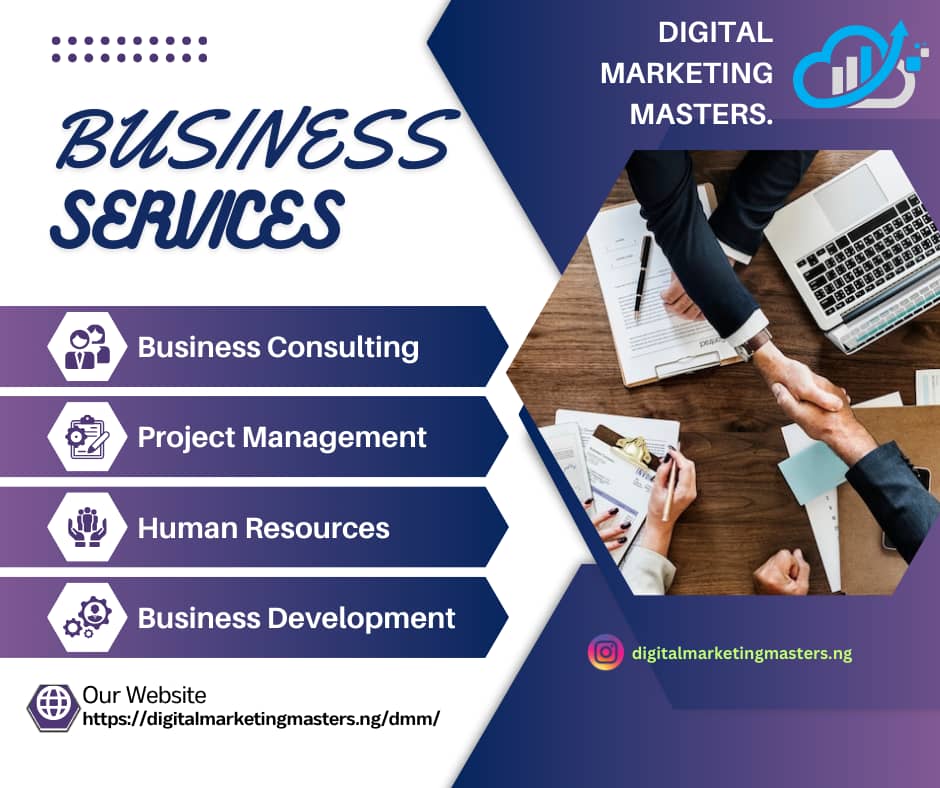 DIGITAL
MARKETING
MASTERS.
BUSINESS
SERVICES
Business Consulting
Project Management
Human Resources
Business Development
digitalmarketingmasters.ng
Our Website
https://digitalmarketingmasters.ng/dmm/